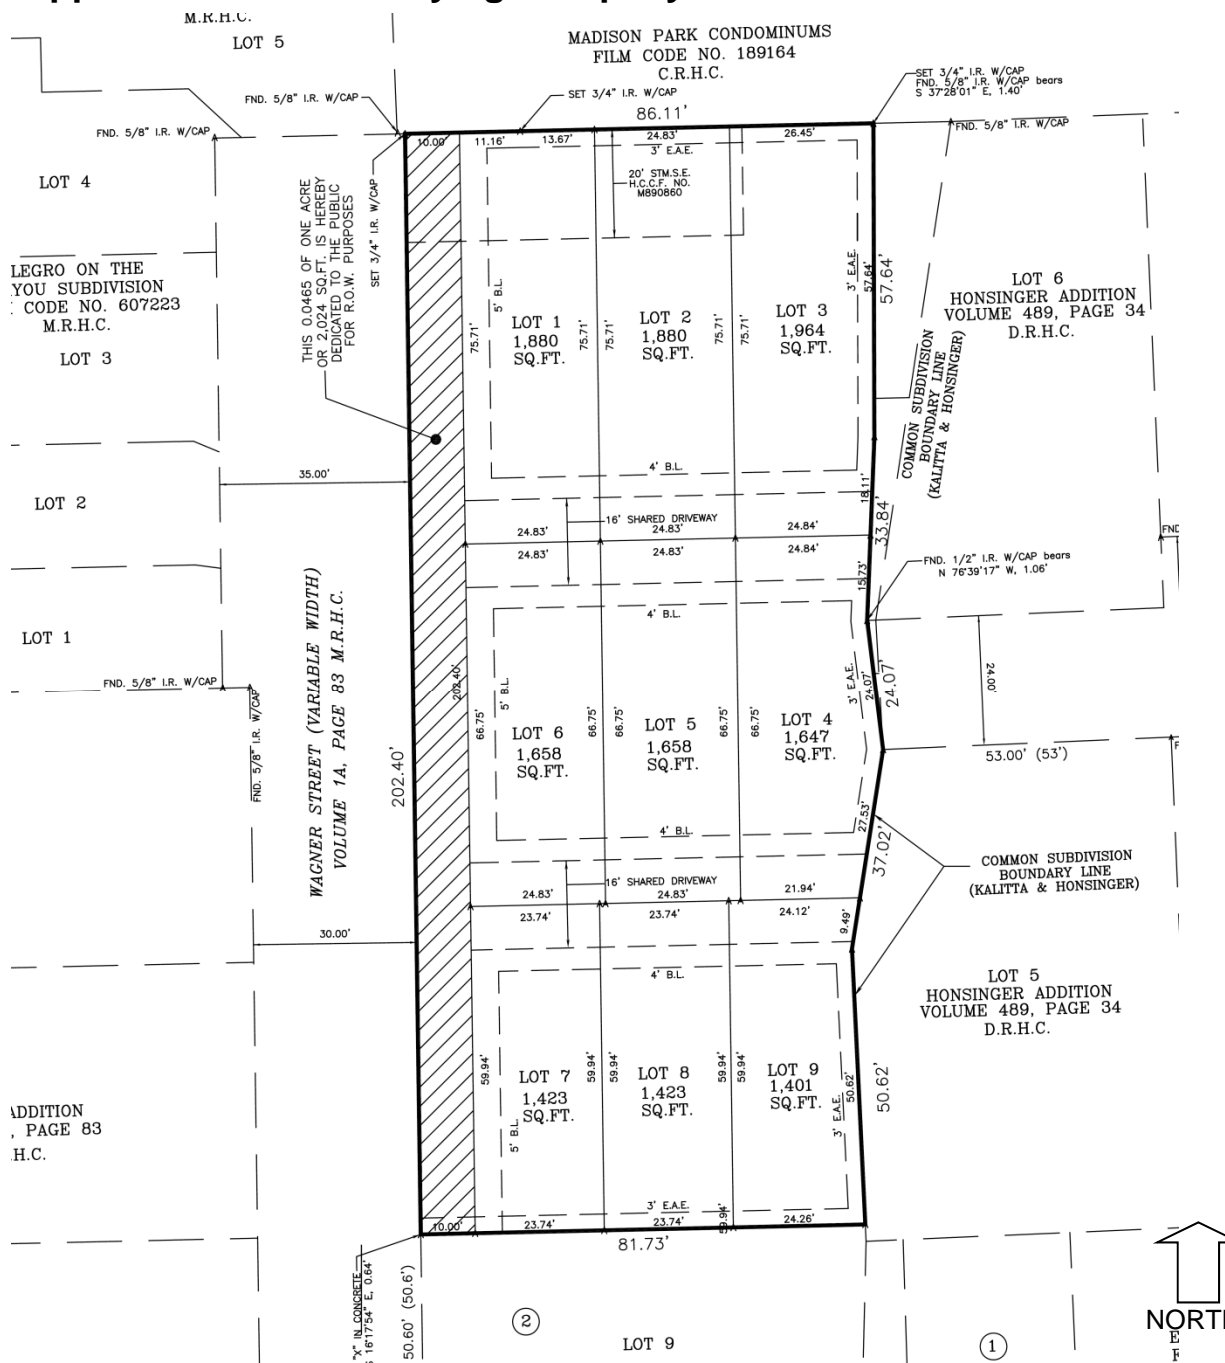 M.R.H.C.
LOT 5
MADISON PARK CONDOMINUMS
FILM CODE NO. 189164
C.R.H.C.
SET 3/4" I.R. W/CAP
FND. 5/8" I.R. W/CAP bears
S 37°28'01" E, 1.40'
FND. 5/8" I.R. W/CAP
SET 3/4" I.R. W/CAP
86.11'
FND. 5/8" I.R. W/CAP
FND. 5/8" I.R. W/CAP
10.00'
11.16'
13.67'
24.83'
26.45'
3' E.A.E.
20' STM.S.E.
H.C.C.F. NO.
M890860
LOT 4
THIS 0.0465 OF ONE ACRE
OR 2,024 SQ.FT. IS HEREBY
DEDICATED TO THE PUBLIC
FOR R.O.W. PURPOSES
SET 3/4" I.R. W/CAP
LEGRO ON THE
YOU SUBDIVISION
CODE NO. 607223
M.R.H.C.
LOT 3
5' B.L.
3' E.A.E.
57.64'
57.64'
LOT 6
HONSINGER ADDITION
VOLUME 489, PAGE 34
D.R.H.C.
75.71'
LOT 1
1,880
SQ.FT.
75.71'
75.71'
LOT 2
1,880
SQ.FT.
75.71'
75.71'
LOT 3
1,964
SQ.FT.
COMMON SUBDIVISION
BOUNDARY LINE
(KALITTA & HONSINGER)
35.00'
4' B.L.
18.11'
33.84'
LOT 2
16' SHARED DRIVEWAY
24.83'
24.83'
24.84'
24.83'
24.83'
24.84'
15.73'
FND
FND. 1/2" I.R. W/CAP bears
N 76°39'17" W, 1.06'
LOT 1
WAGNER STREET (VARIABLE WIDTH)
VOLUME 1A, PAGE 83 M.R.H.C.
4' B.L.
FND. 5/8" I.R. W/CAP
FND. 5/8" I.R. W/CAP
202.40'
202.40'
5' B.L.
3' E.A.E.
24.07'
24.07'
24.00'
66.75'
LOT 6
1,658
SQ.FT.
66.75'
66.75'
LOT 5
1,658
SQ.FT.
66.75'
66.75'
LOT 4
1,647
SQ.FT.
53.00' (53')
4' B.L.
27.53'
37.02'
COMMON SUBDIVISION
BOUNDARY LINE
(KALITTA & HONSINGER)
16' SHARED DRIVEWAY
24.83'
24.83'
21.94'
23.74'
23.74'
24.12'
9.49'
30.00'
4' B.L.
LOT 5
HONSINGER ADDITION
VOLUME 489, PAGE 34
D.R.H.C.
59.94'
LOT 7
1,423
SQ.FT.
59.94'
59.94'
LOT 8
1,423
SQ.FT.
59.94'
59.94'
LOT 9
1,401
SQ.FT.
50.62'
50.62'
5' B.L.
3' E.A.E.
ADDITION
, PAGE 83
.H.C.
3' E.A.E.
10.00'
23.74'
23.74'
59.94'
24.26'
81.73'
"X" IN CONCRETE
S 16°17'54" E, 0.64'
50.60' (50.6')
2
LOT 9
1
NORTH